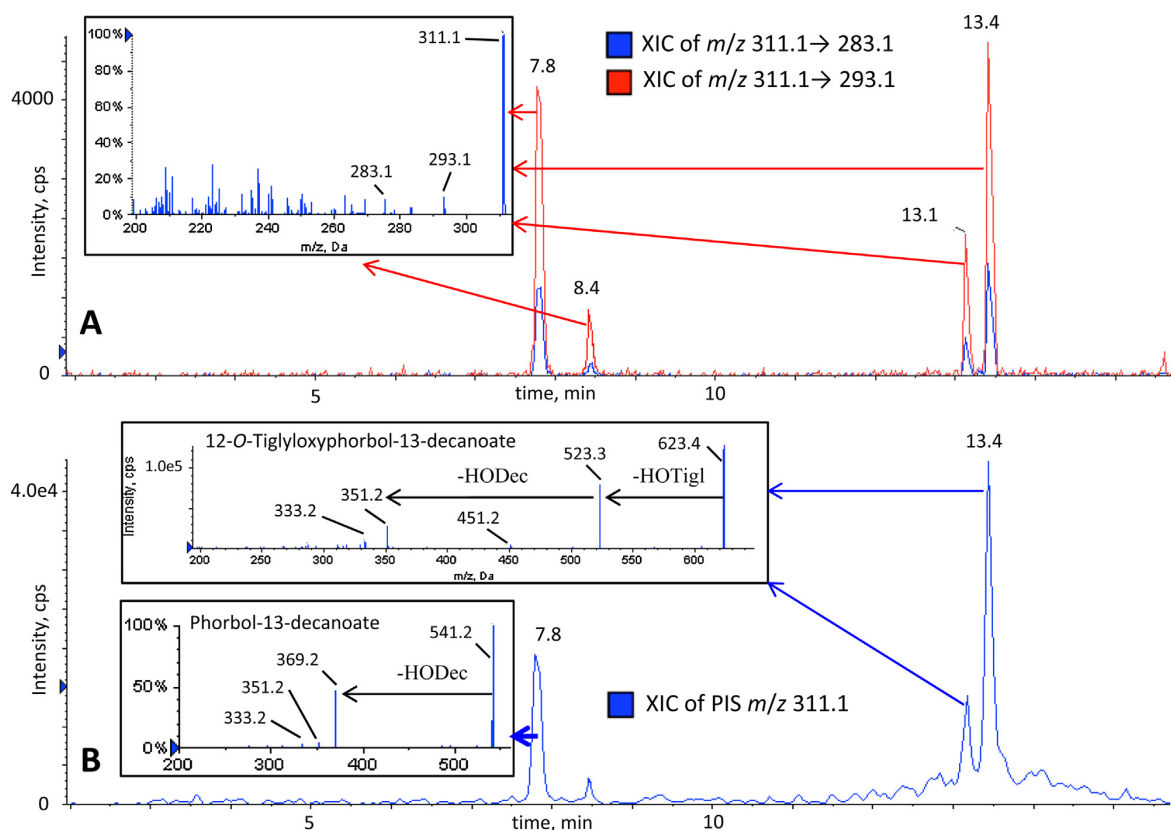 13.4
100%
311.1
XIC of m/z 311.1→ 283.1
7.8
XIC of m/z 311.1→ 293.1
80%
4000
60%
40%
293.1
283.1
20%
13.1
0%
200 220 240 260 280 300
m/z, Da
Intensity, cps
8.4
A
0
5 time, min 10
12-O-Tiglyloxyphorbol-13-decanoate
623.4
13.4
523.3
1.0e5
-HODec
-HOTigl
4.0e4
Intensity, cps
351.2
333.2
451.2
200 250 300 350 400 450 500 550 600
m/z, Da
Phorbol-13-decanoate
100%
541.2
7.8
369.2
-HODec
351.2
50%
333.2
XIC of PIS m/z 311.1
0%
200 300 400 500
Intensity, cps
B
0
5 time, min 10